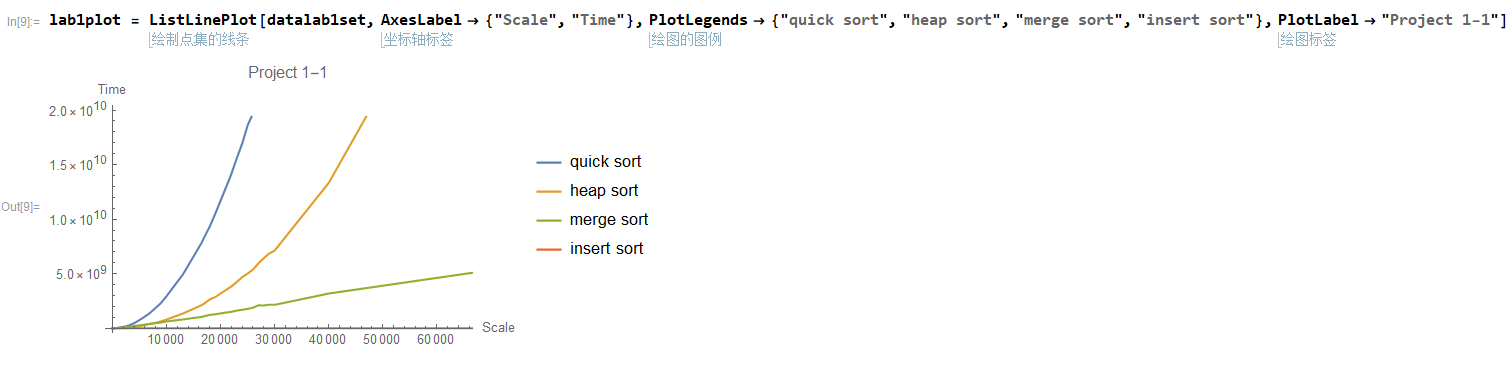 In[9]:= lab1plot = ListLinePlot[datalab1set, AxesLabel → {"Scale", "Time"}, PlotLegends → {"quick sort", "heap sort", "merge sort", "insert sort"}, PlotLabel → "Project 1-1"]
绘制点集的线条 坐标轴标签 绘图的图例 绘图标签
Project 1–1
Time
2.0 × 10^10
1.5 × 10^10
1.0 × 10^10
5.0 × 10^9
Out[9]=
10 000 20 000 30 000 40 000 50 000 60 000
Scale
quick sort
heap sort
merge sort
insert sort